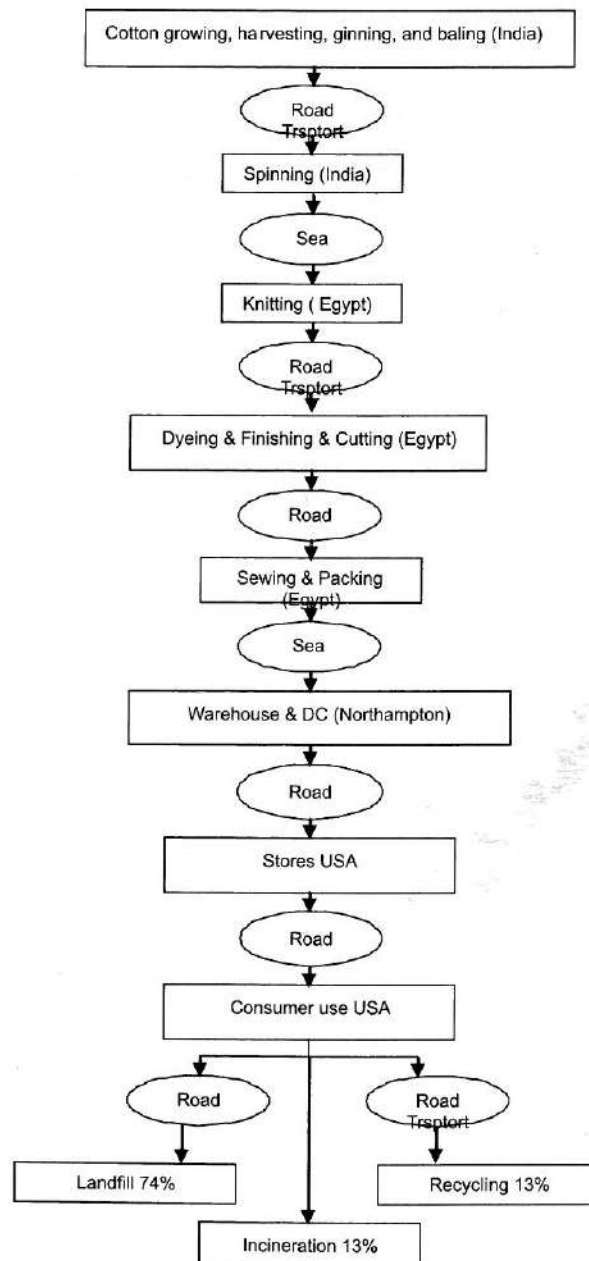 Cotton growing, harvesting, ginning, and baling (India)
Road
Trsptort
Spinning (India)
Sea
Knitting ( Egypt)
Road
Trsptort
Dyeing & Finishing & Cutting (Egypt)
Road
Sewing & Packing
(Egypt)
Sea
Warehouse & DC (Northampton)
Road
Stores USA
Road
Consumer use USA
Road
Road
Trsptort
Landfill 74%
Recycling 13%
Incineration 13%